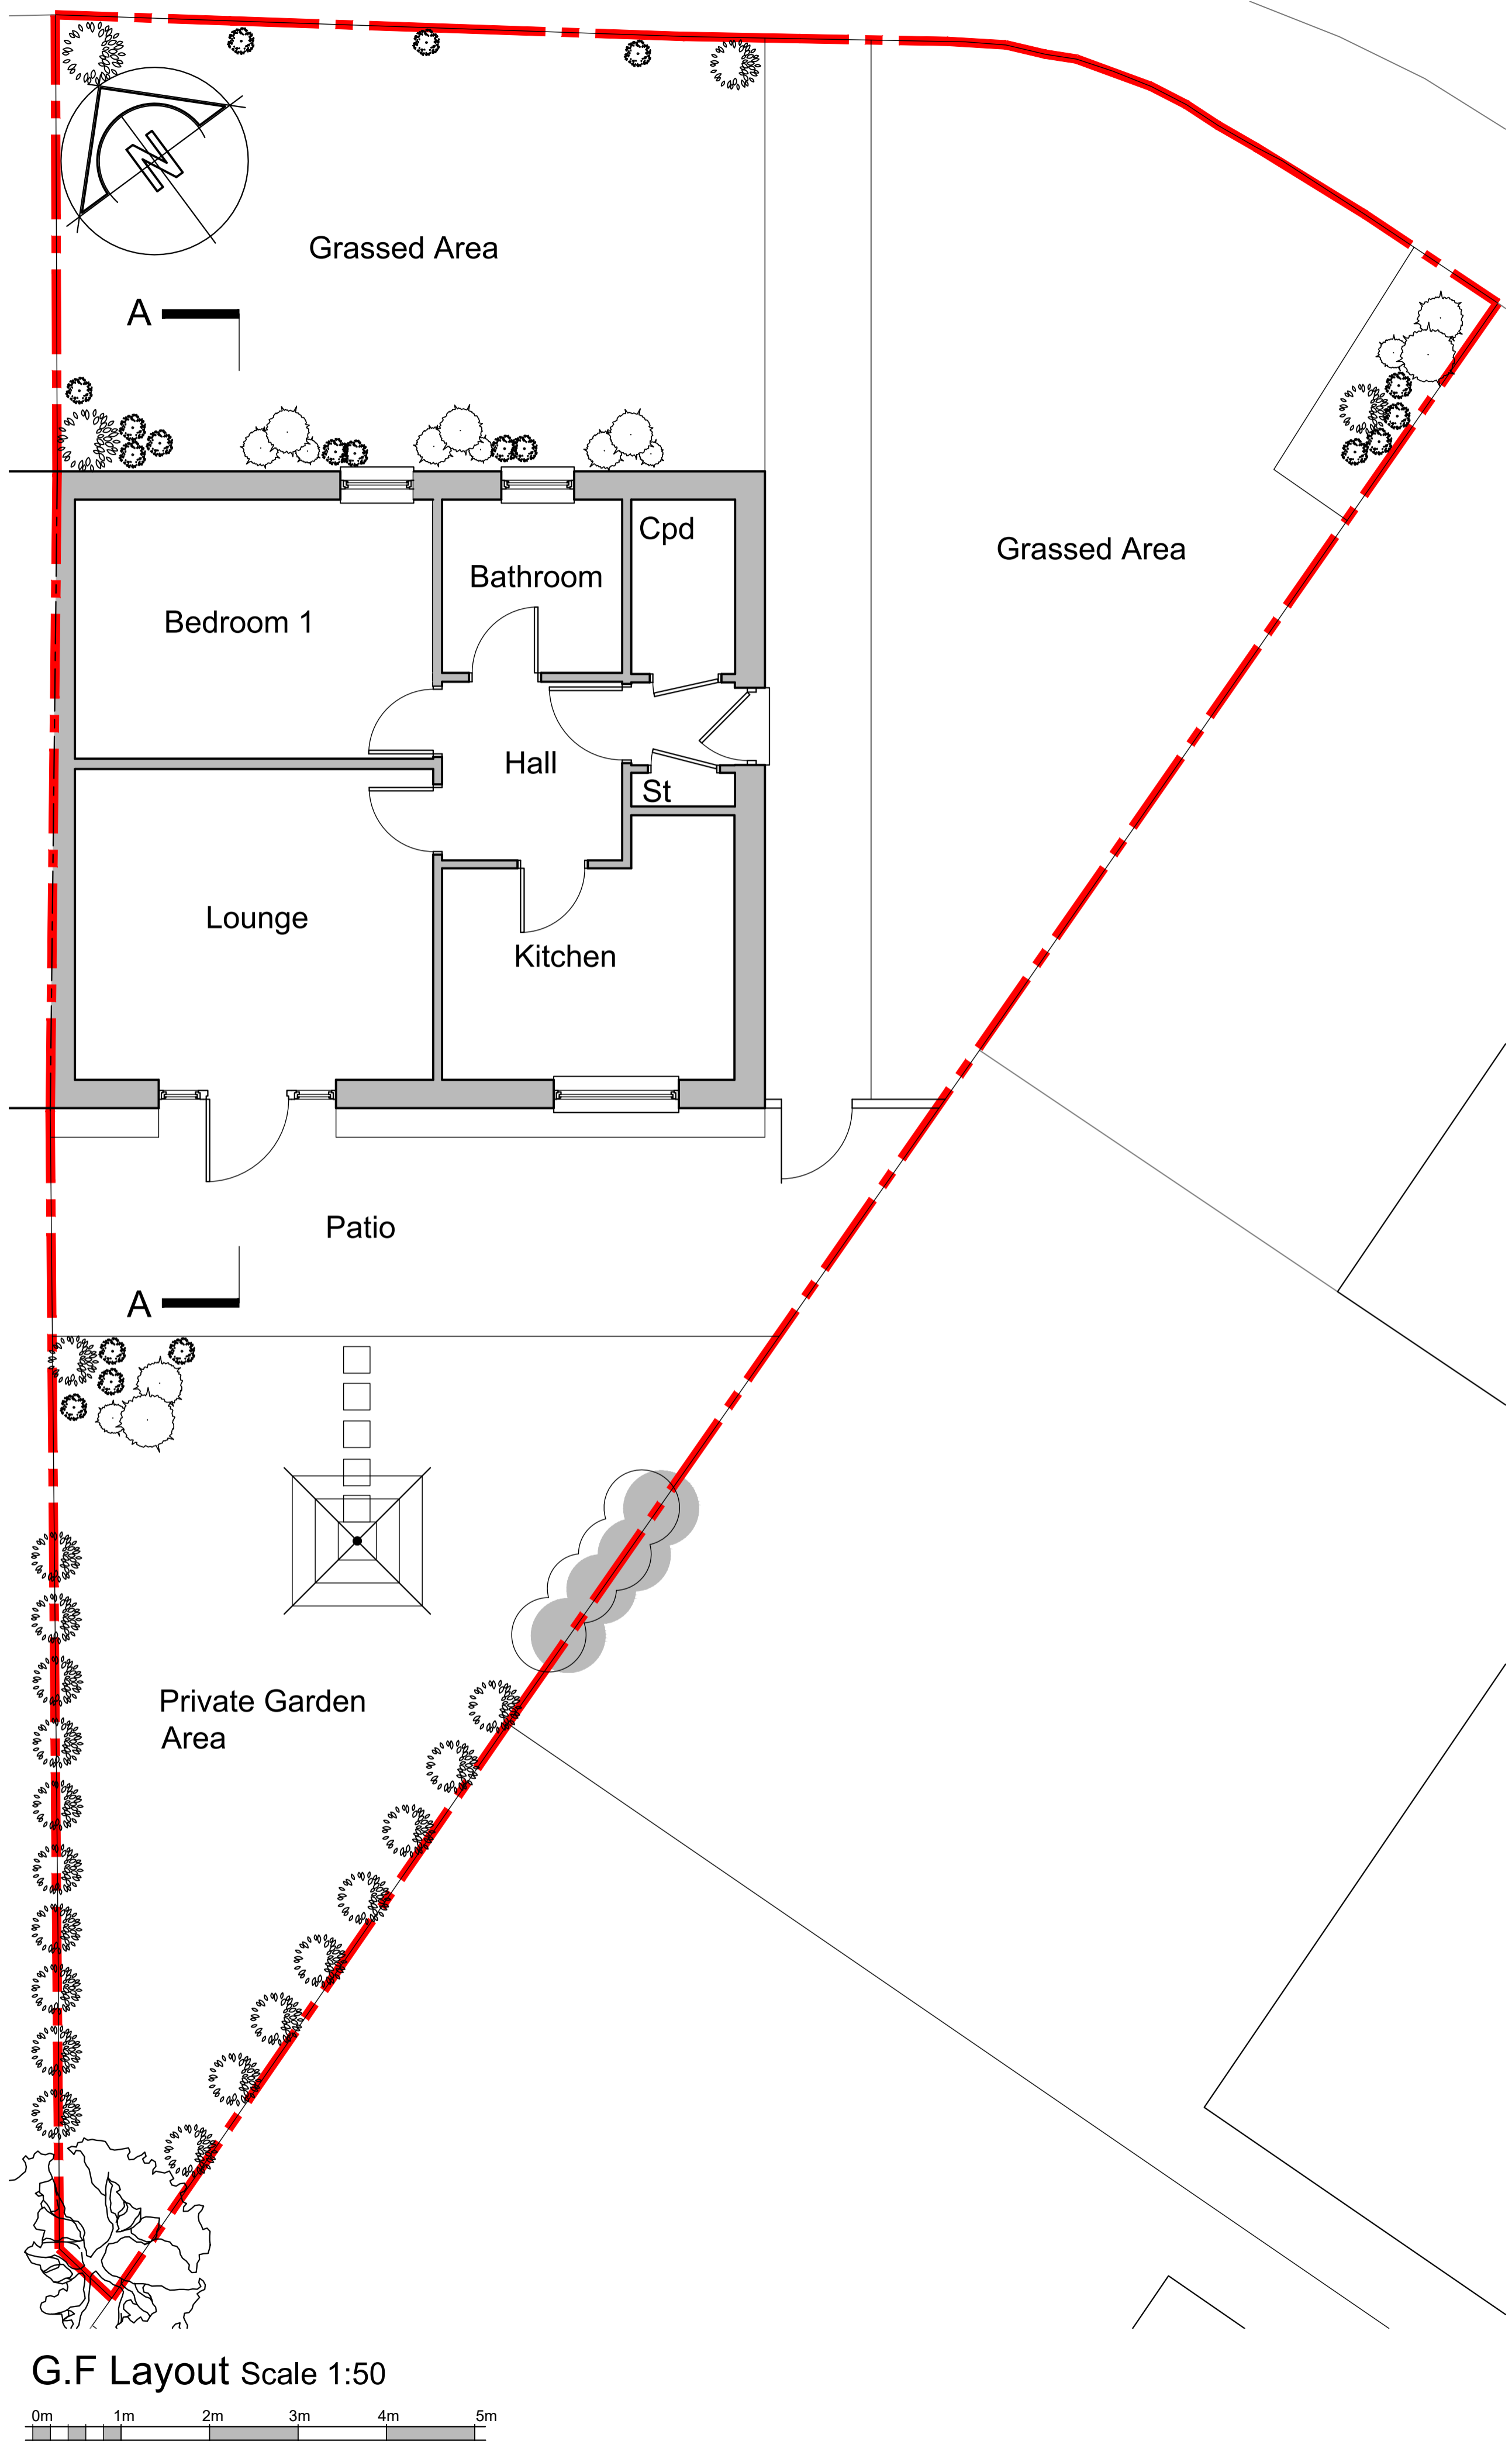 N
Grassed Area
A
Cpd
Bathroom
Grassed Area
Bedroom 1
Hall
St
Lounge
Kitchen
Patio
A
Private Garden
Area
G.F Layout Scale 1:50
0m 1m 2m 3m 4m 5m